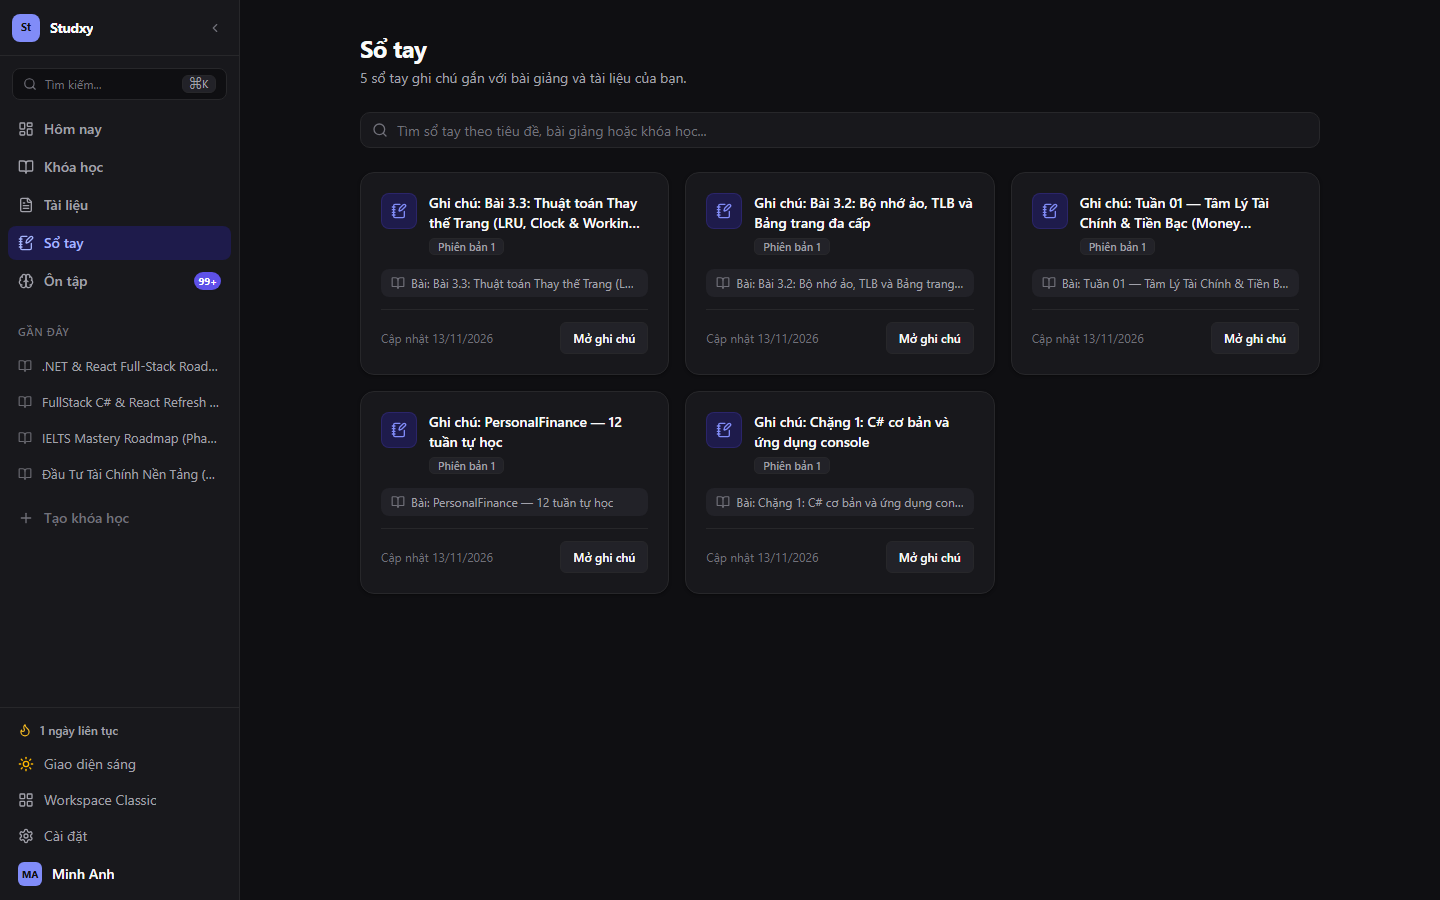 St
Studxy
Tìm kiếm...
⌘K
Hôm nay
Khóa học
Tài liệu
Sổ tay
Ôn tập
99+
GẦN ĐÂY
.NET & React Full-Stack Road...
FullStack C# & React Refresh ...
IELTS Mastery Roadmap (Pha...
Đầu Tư Tài Chính Nền Tảng (...
Tạo khóa học
1 ngày liên tục
Giao diện sáng
Workspace Classic
Cài đặt
MA
Minh Anh
Sổ tay
5 sổ tay ghi chú gắn với bài giảng và tài liệu của bạn.
Tìm sổ tay theo tiêu đề, bài giảng hoặc khóa học...
Ghi chú: Bài 3.3: Thuật toán Thay
thế Trang (LRU, Clock & Workin...
Phiên bản 1
Bài: Bài 3.3: Thuật toán Thay thế Trang (L...
Cập nhật 13/11/2026
Mở ghi chú
Ghi chú: Bài 3.2: Bộ nhớ ảo, TLB và
Bảng trang đa cấp
Phiên bản 1
Bài: Bài 3.2: Bộ nhớ ảo, TLB và Bảng trang...
Cập nhật 13/11/2026
Mở ghi chú
Ghi chú: Tuần 01 — Tâm Lý Tài
Chính & Tiền Bạc (Money...
Phiên bản 1
Bài: Tuần 01 — Tâm Lý Tài Chính & Tiền B...
Cập nhật 13/11/2026
Mở ghi chú
Ghi chú: PersonalFinance — 12
tuần tự học
Phiên bản 1
Bài: PersonalFinance — 12 tuần tự học
Cập nhật 13/11/2026
Mở ghi chú
Ghi chú: Chặng 1: C# cơ bản và
ứng dụng console
Phiên bản 1
Bài: Chặng 1: C# cơ bản và ứng dụng con...
Cập nhật 13/11/2026
Mở ghi chú